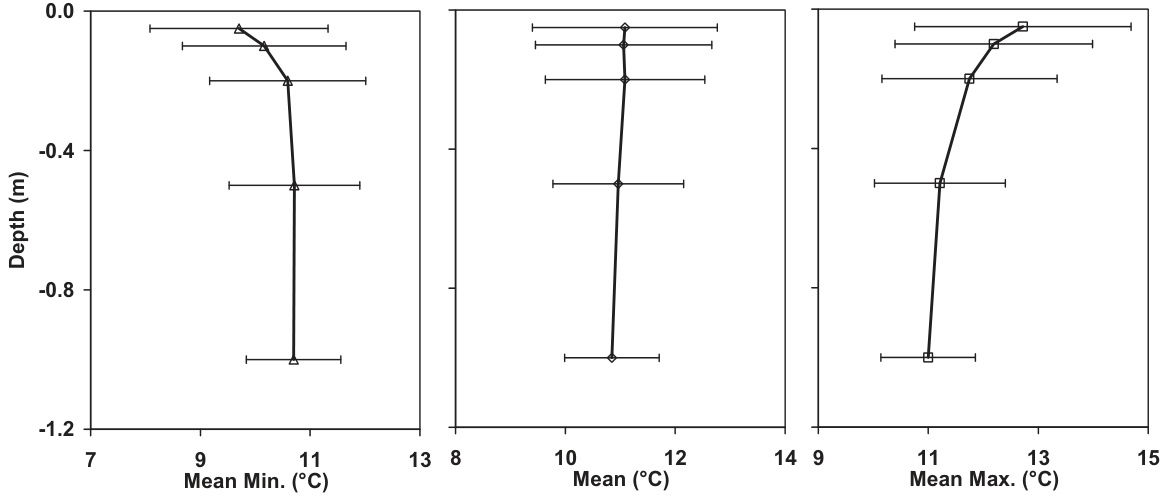 0.0
-0.4
-0.8
-1.2
Depth (m)
7 9 11 13
Mean Min. (°C)
8 10 12 14
Mean (°C)
9 11 13 15
Mean Max. (°C)